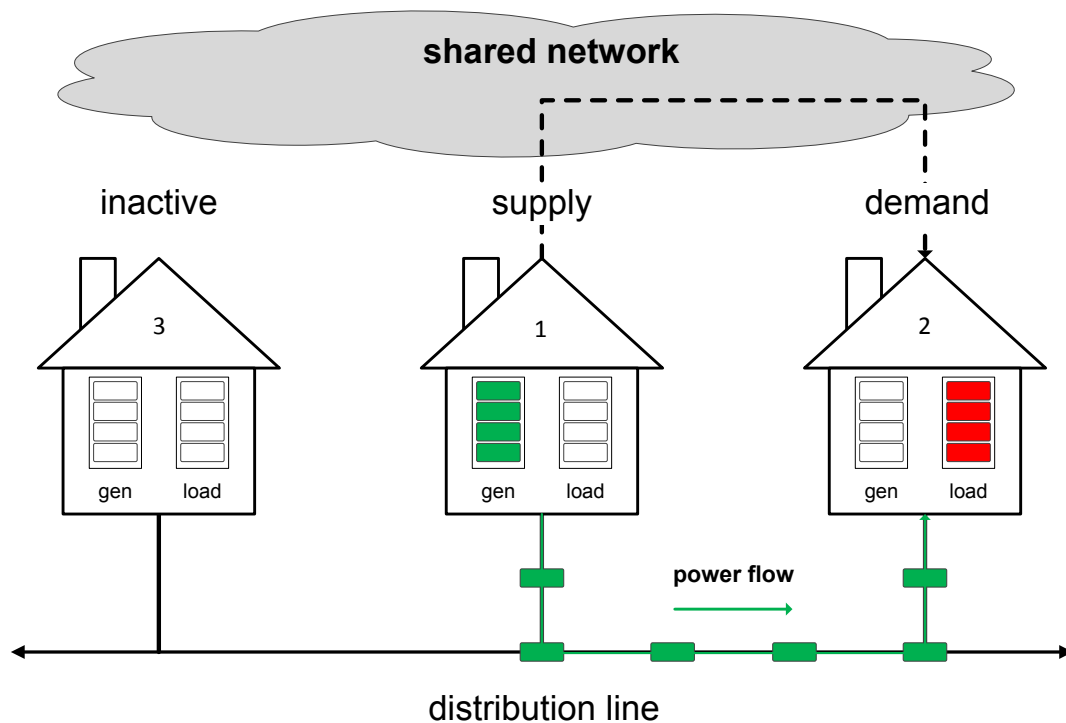 shared network
inactive
supply
demand
3
1
2
gen
load
gen
load
gen
load
power flow
distribution line